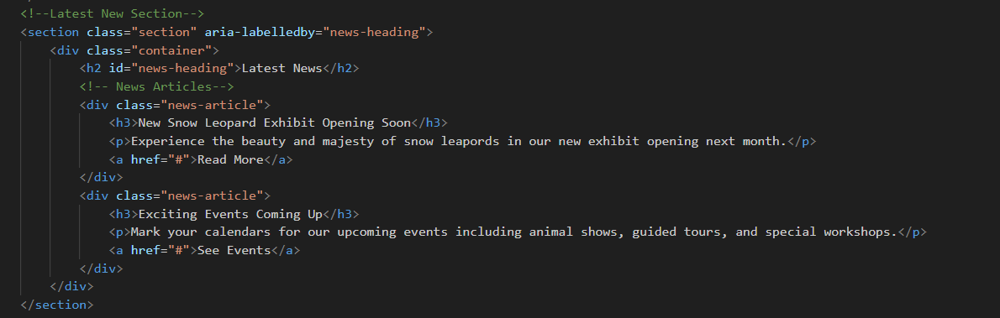 <!--Latest New Section-->
<section class="section" aria-labelledby="news-heading">
    <div class="container">
        <h2 id="news-heading">Latest News</h2>
        <!-- News Articles-->
        <div class="news-article">
            <h3>New Snow Leopard Exhibit Opening Soon</h3>
            <p>Experience the beauty and majesty of snow leapords in our new exhibit opening next month.</p>
            <a href="#">Read More</a>
        </div>
        <div class="news-article">
            <h3>Exciting Events Coming Up</h3>
            <p>Mark your calendars for our upcoming events including animal shows, guided tours, and special workshops.</p>
            <a href="#">See Events</a>
        </div>
    </div>
</section>